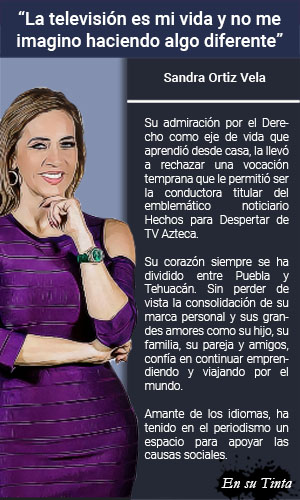 “La televisión es mi vida y no me
imagino haciendo algo diferente”
Sandra Ortiz Vela
Su admiración por el Dere-
cho como eje de vida que
aprendió desde casa, la llevó
a rechazar una vocación
temprana que le permitió ser
la conductora titular del
emblemático noticiario
Hechos para Despertar de
TV Azteca.
Su corazón siempre se ha
dividido entre Puebla y
Tehuacán. Sin perder de
vista la consolidación de su
marca personal y sus gran-
des amores como su hijo, su
familia, su pareja y amigos,
confía en continuar empren-
diendo y viajando por el
mundo.
Amante de los idiomas, ha
tenido en el periodismo un
espacio para apoyar las
causas sociales.
En su Tinta